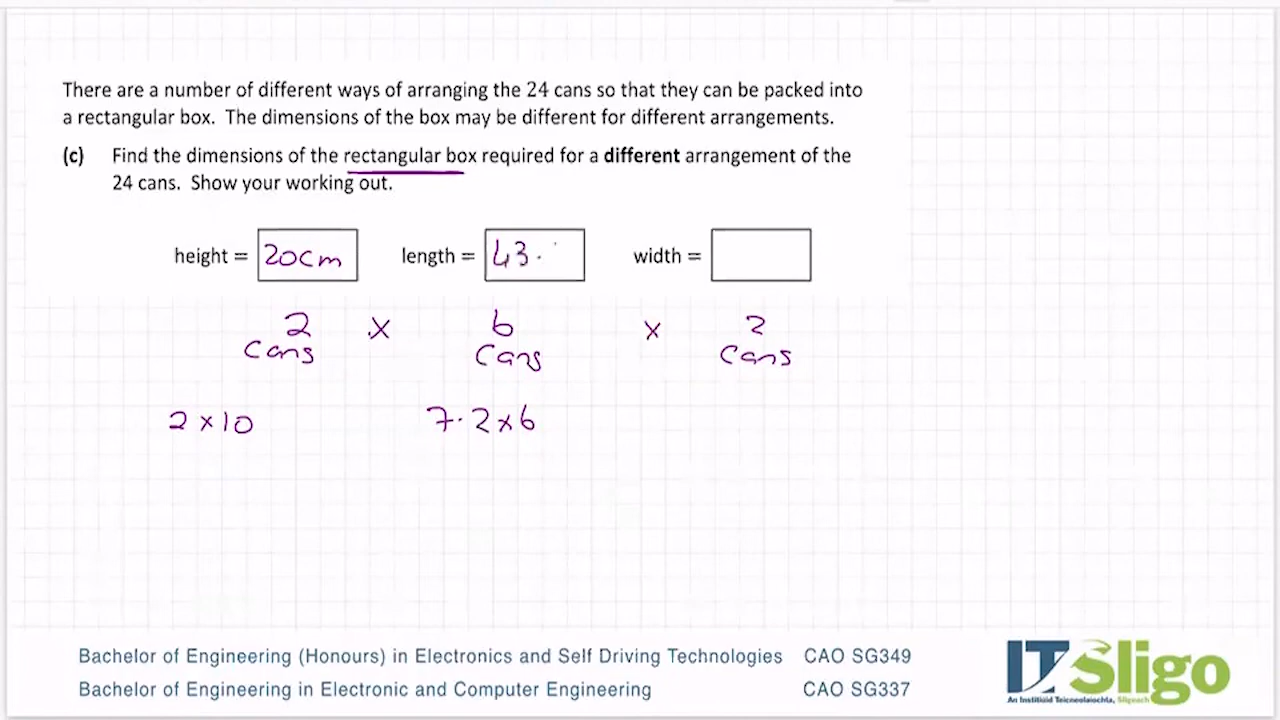 There are a number of different ways of arranging the 24 cans so that they can be packed into
a rectangular box. The dimensions of the box may be different for different arrangements.
(c) Find the dimensions of the rectangular box required for a different arrangement of the
24 cans. Show your working out.
height = 20cm length = 43. width =
2 x 6 x 2
cans cans cans
2 x 10 7.2 x 6
Bachelor of Engineering (Honours) in Electronics and Self Driving Technologies CAO SG349
Bachelor of Engineering in Electronic and Computer Engineering CAO SG337
IT Sligo
An Institiúid Teicneolaíochta, Sligeach